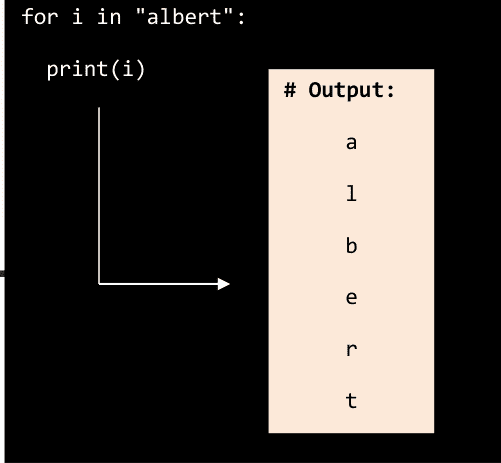 for i in "albert":
print(i)
# Output:
a
l
b
e
r
t